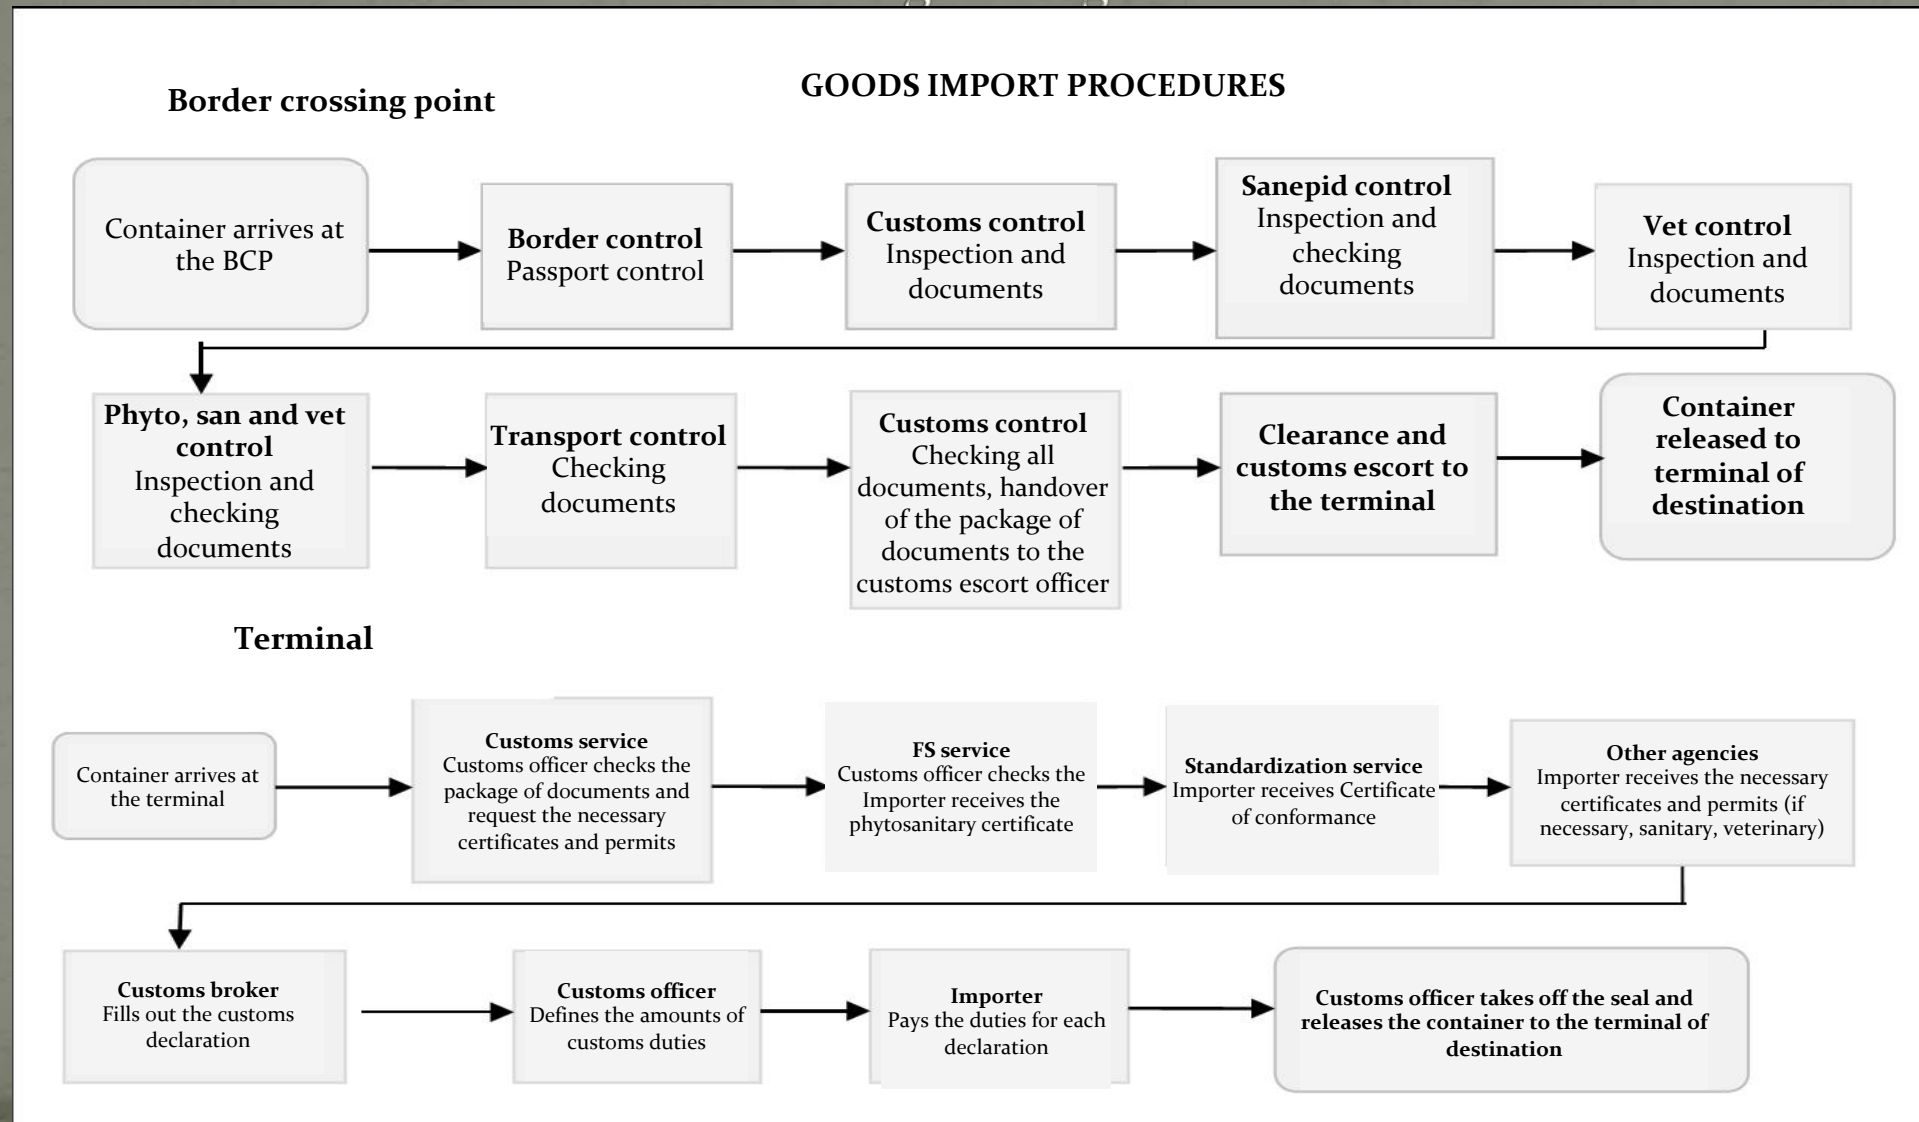 GOODS IMPORT PROCEDURES
Border crossing point
Container arrives at
the BCP
Border control
Passport control
Customs control
Inspection and
documents
Sanepid control
Inspection and
checking
documents
Vet control
Inspection and
documents
Phyto, san and vet
control
Inspection and
checking
documents
Transport control
Checking
documents
Customs control
Checking all
documents, handover
of the package of
documents to the
customs escort officer
Clearance and
customs escort to
the terminal
Container
released to
terminal of
destination
Terminal
Container arrives at
the terminal
Customs service
Customs officer checks the
package of documents and
request the necessary
certificates and permits
FS service
Customs officer checks the
Importer receives the
phytosanitary certificate
Standardization service
Importer receives Certificate
of conformance
Other agencies
Importer receives the necessary
certificates and permits (if
necessary, sanitary, veterinary)
Customs broker
Fills out the customs
declaration
Customs officer
Defines the amounts of
customs duties
Importer
Pays the duties for each
declaration
Customs officer takes off the seal and
releases the container to the terminal of
destination